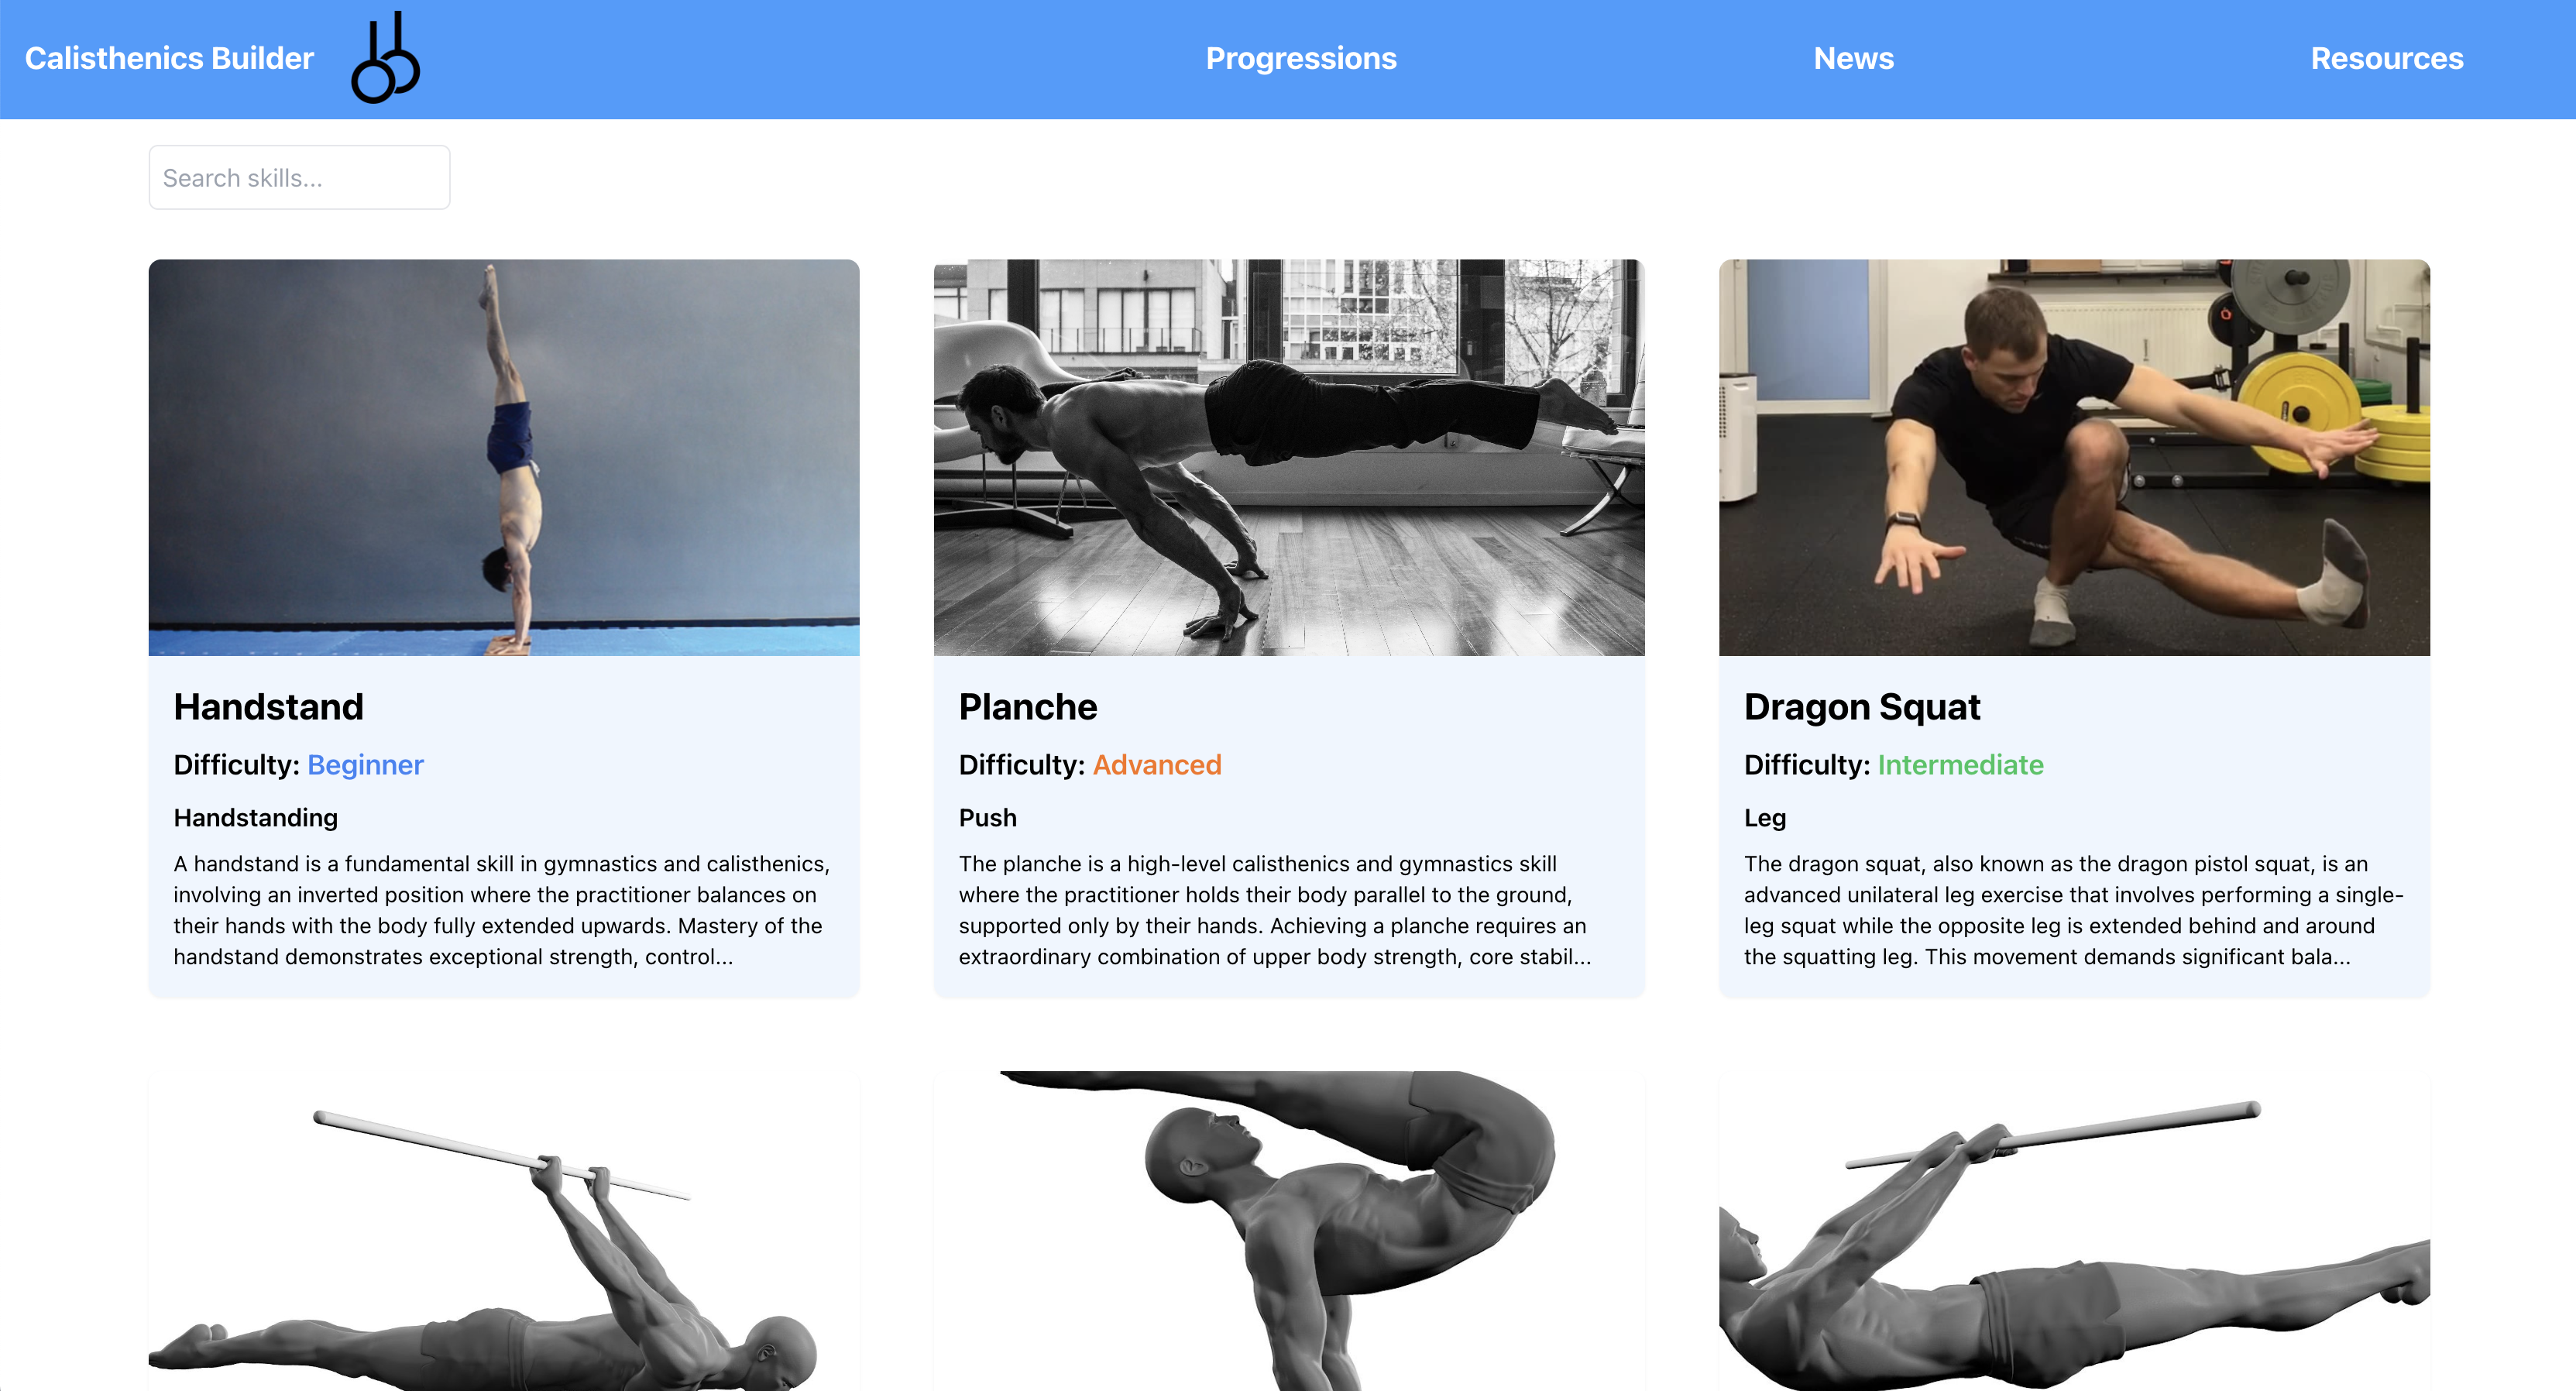 Calisthenics Builder
Progressions
News
Resources
Search skills...
Handstand
Difficulty: Beginner
Handstanding
A handstand is a fundamental skill in gymnastics and calisthenics,
involving an inverted position where the practitioner balances on
their hands with the body fully extended upwards. Mastery of the
handstand demonstrates exceptional strength, control...
Planche
Difficulty: Advanced
Push
The planche is a high-level calisthenics and gymnastics skill
where the practitioner holds their body parallel to the ground,
supported only by their hands. Achieving a planche requires an
extraordinary combination of upper body strength, core stabil...
Dragon Squat
Difficulty: Intermediate
Leg
The dragon squat, also known as the dragon pistol squat, is an
advanced unilateral leg exercise that involves performing a single-
leg squat while the opposite leg is extended behind and around
the squatting leg. This movement demands significant bala...